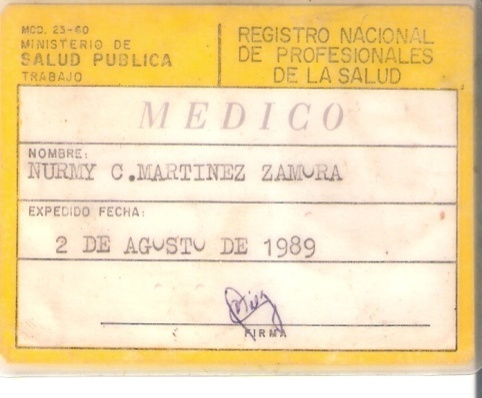 MOD. 23-60
MINISTERIO DE
SALUD PUBLICA
TRABAJO
REGISTRO NACIONAL
DE PROFESIONALES
DE LA SALUD
MEDICO
NOMBRE:
NURMY C.MARTINEZ ZAMORA
EXPEDIDO FECHA:
2 DE AGOSTO DE 1989
FIRMA